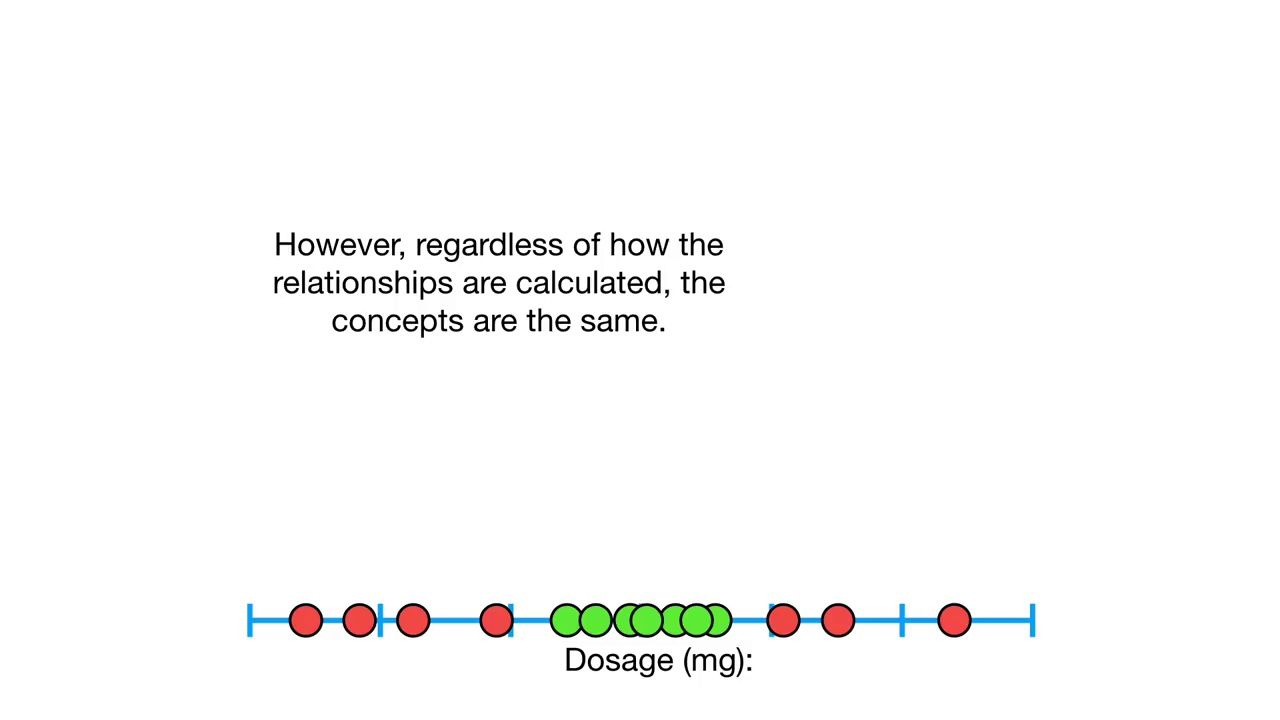 However, regardless of how the
relationships are calculated, the
concepts are the same.
Dosage (mg):